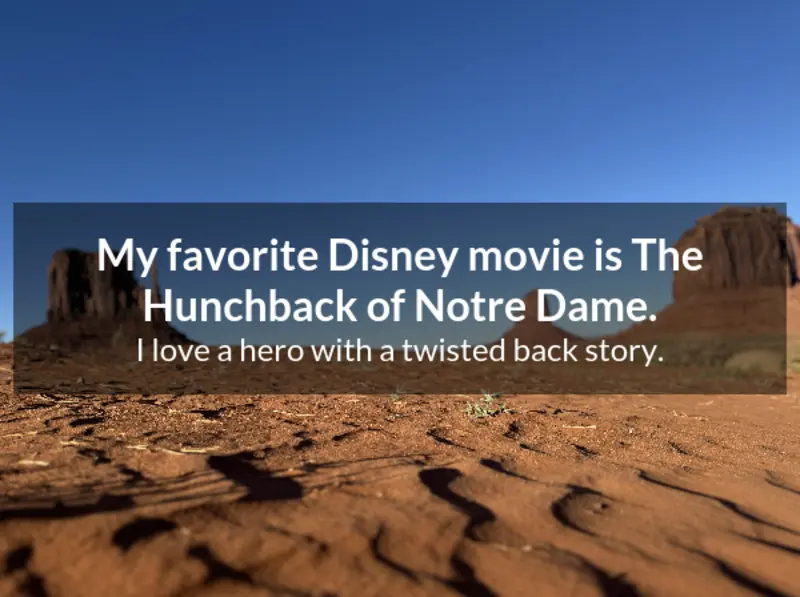 My favorite Disney movie is The
Hunchback of Notre Dame.
I love a hero with a twisted back story.